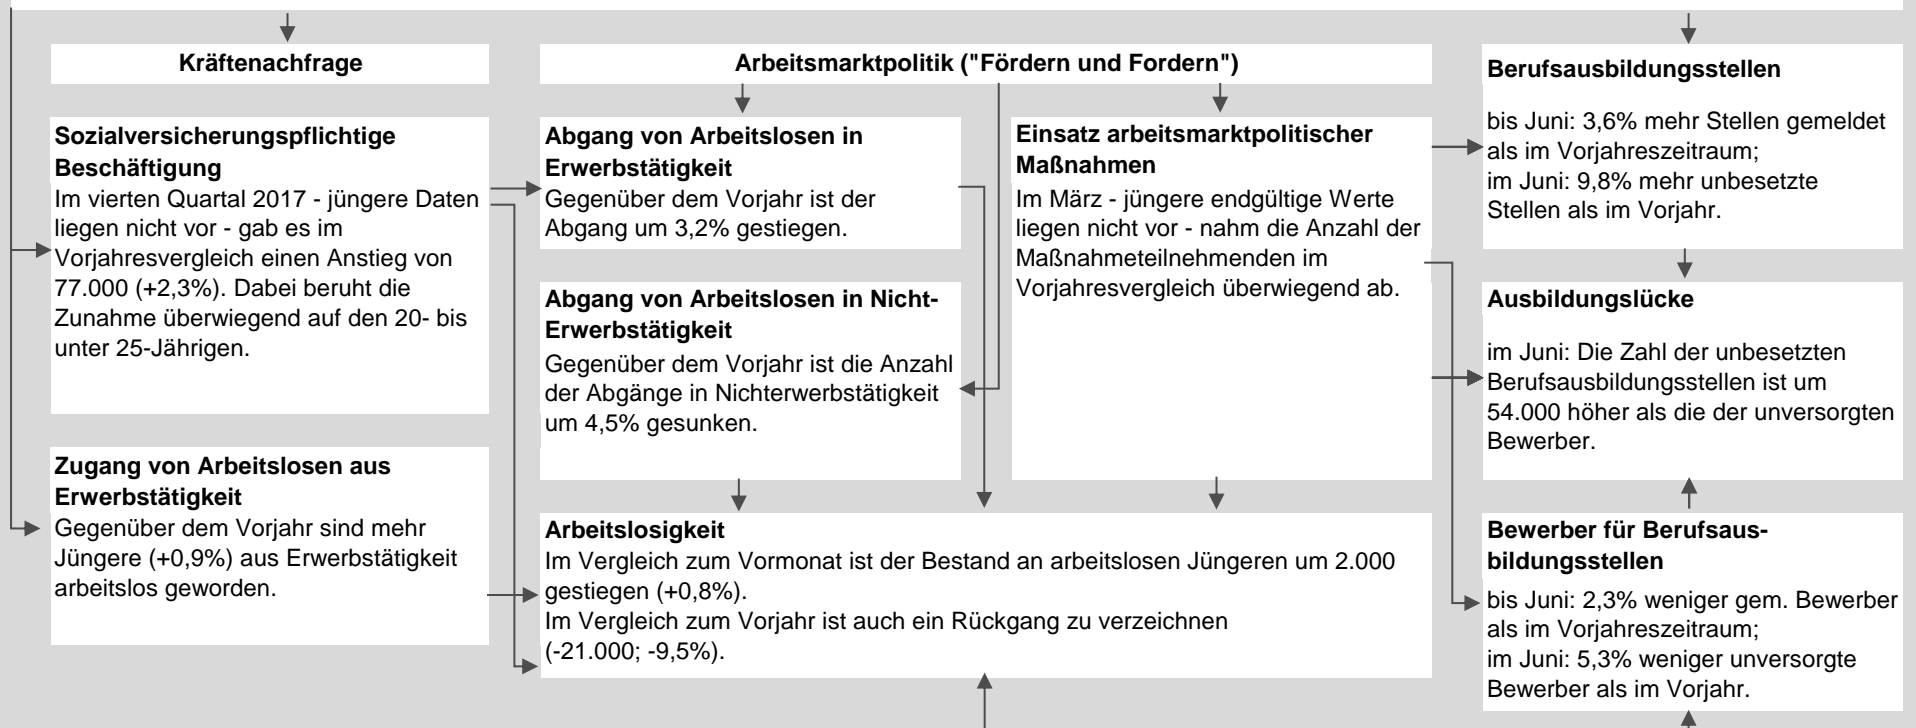 Kräftenachfrage
Sozialversicherungspflichtige
Beschäftigung
Im vierten Quartal 2017 - jüngere Daten
liegen nicht vor - gab es im
Vorjahresvergleich einen Anstieg von
77.000 (+2,3%). Dabei beruht die
Zunahme überwiegend auf den 20- bis
unter 25-Jährigen.
Zugang von Arbeitslosen aus
Erwerbstätigkeit
Gegenüber dem Vorjahr sind mehr
Jüngere (+0,9%) aus Erwerbstätigkeit
arbeitslos geworden.
Arbeitsmarktpolitik ("Fördern und Fordern")
Abgang von Arbeitslosen in
Erwerbstätigkeit
Gegenüber dem Vorjahr ist der
Abgang um 3,2% gestiegen.
Abgang von Arbeitslosen in Nicht-
Erwerbstätigkeit
Gegenüber dem Vorjahr ist die Anzahl
der Abgänge in Nichterwerbstätigkeit
um 4,5% gesunken.
Einsatz arbeitsmarktpolitischer
Maßnahmen
Im März - jüngere endgültige Werte
liegen nicht vor - nahm die Anzahl der
Maßnahmeteilnehmenden im
Vorjahresvergleich überwiegend ab.
Arbeitslosigkeit
Im Vergleich zum Vormonat ist der Bestand an arbeitslosen Jüngeren um 2.000
gestiegen (+0,8%).
Im Vergleich zum Vorjahr ist auch ein Rückgang zu verzeichnen
(-21.000; -9,5%).
Berufsausbildungsstellen
bis Juni: 3,6% mehr Stellen gemeldet
als im Vorjahreszeitraum;
im Juni: 9,8% mehr unbesetzte
Stellen als im Vorjahr.
Ausbildungslücke
im Juni: Die Zahl der unbesetzten
Berufsausbildungsstellen ist um
54.000 höher als die der unversorgten
Bewerber.
Bewerber für Berufsaus-
bildungsstellen
bis Juni: 2,3% weniger gem. Bewerber
als im Vorjahreszeitraum;
im Juni: 5,3% weniger unversorgte
Bewerber als im Vorjahr.